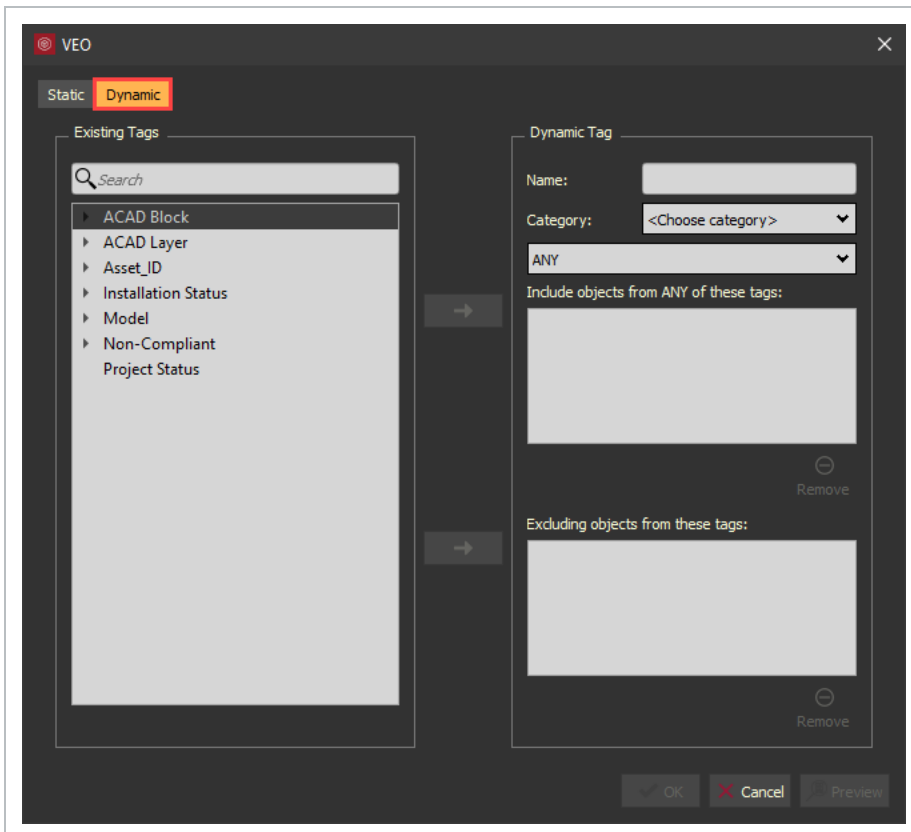 VEO
Static Dynamic
Existing Tags
Search
ACAD Block
ACAD Layer
Asset_ID
Installation Status
Model
Non-Compliant
Project Status
Dynamic Tag
Name:
Category: <Choose category>
ANY
Include objects from ANY of these tags:
Remove
Excluding objects from these tags:
Remove
OK Cancel Preview